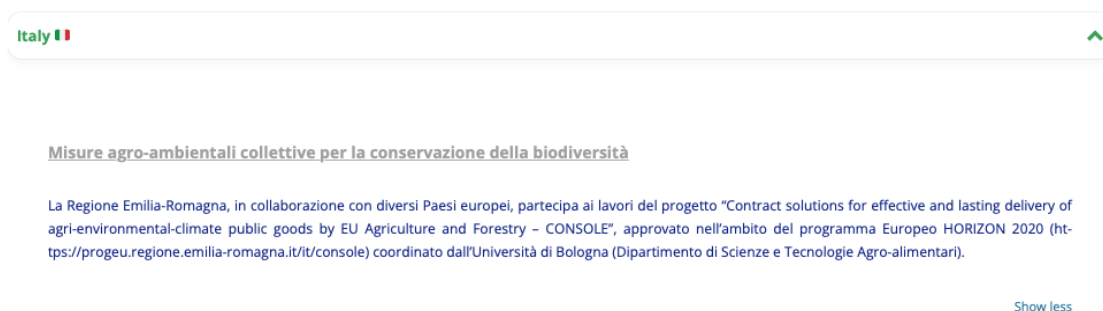 Italy
Misure agro-ambientali collettive per la conservazione della biodiversità
La Regione Emilia-Romagna, in collaborazione con diversi Paesi europei, partecipa ai lavori del progetto “Contract solutions for effective and lasting delivery of
agri-environmental-climate public goods by EU Agriculture and Forestry – CONSOLE”, approvato nell’ambito del programma Europeo HORIZON 2020 (ht-
tps://progeu.regione.emilia-romagna.it/it/console) coordinato dall’Università di Bologna (Dipartimento di Scienze e Tecnologie Agro-alimentari).
Show less